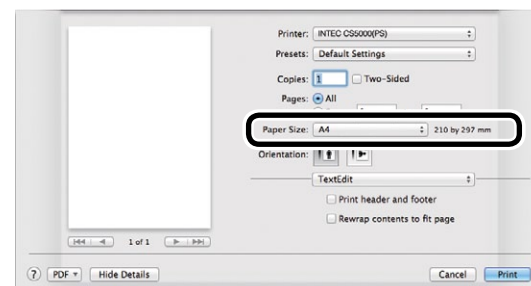 Printer: INTEC CS5000(PS)
Presets: Default Settings
Copies: 1 Two-Sided
Pages: All
Paper Size: A4 210 by 297 mm
Orientation:
TextEdit
Print header and footer
Rewrap contents to fit page
1 of 1
? PDF Hide Details Cancel Print